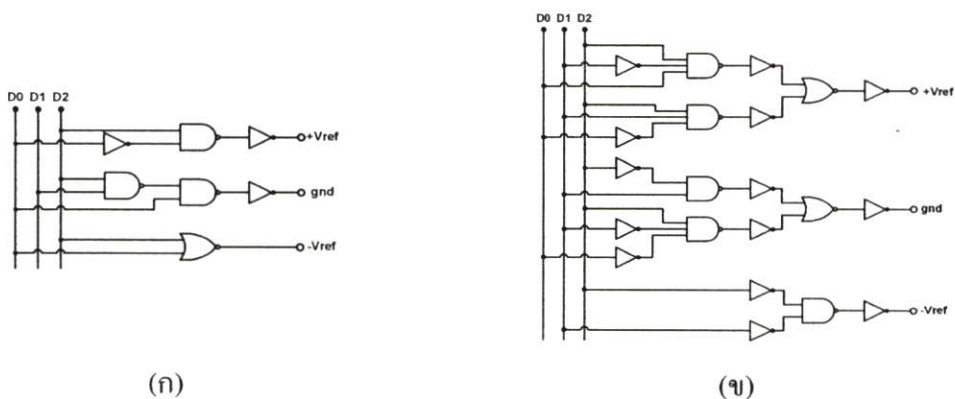 D0 D1 D2
+Vref
gnd
-Vref
(ก)
D0 D1 D2
+Vref
gnd
-Vref
(ข)